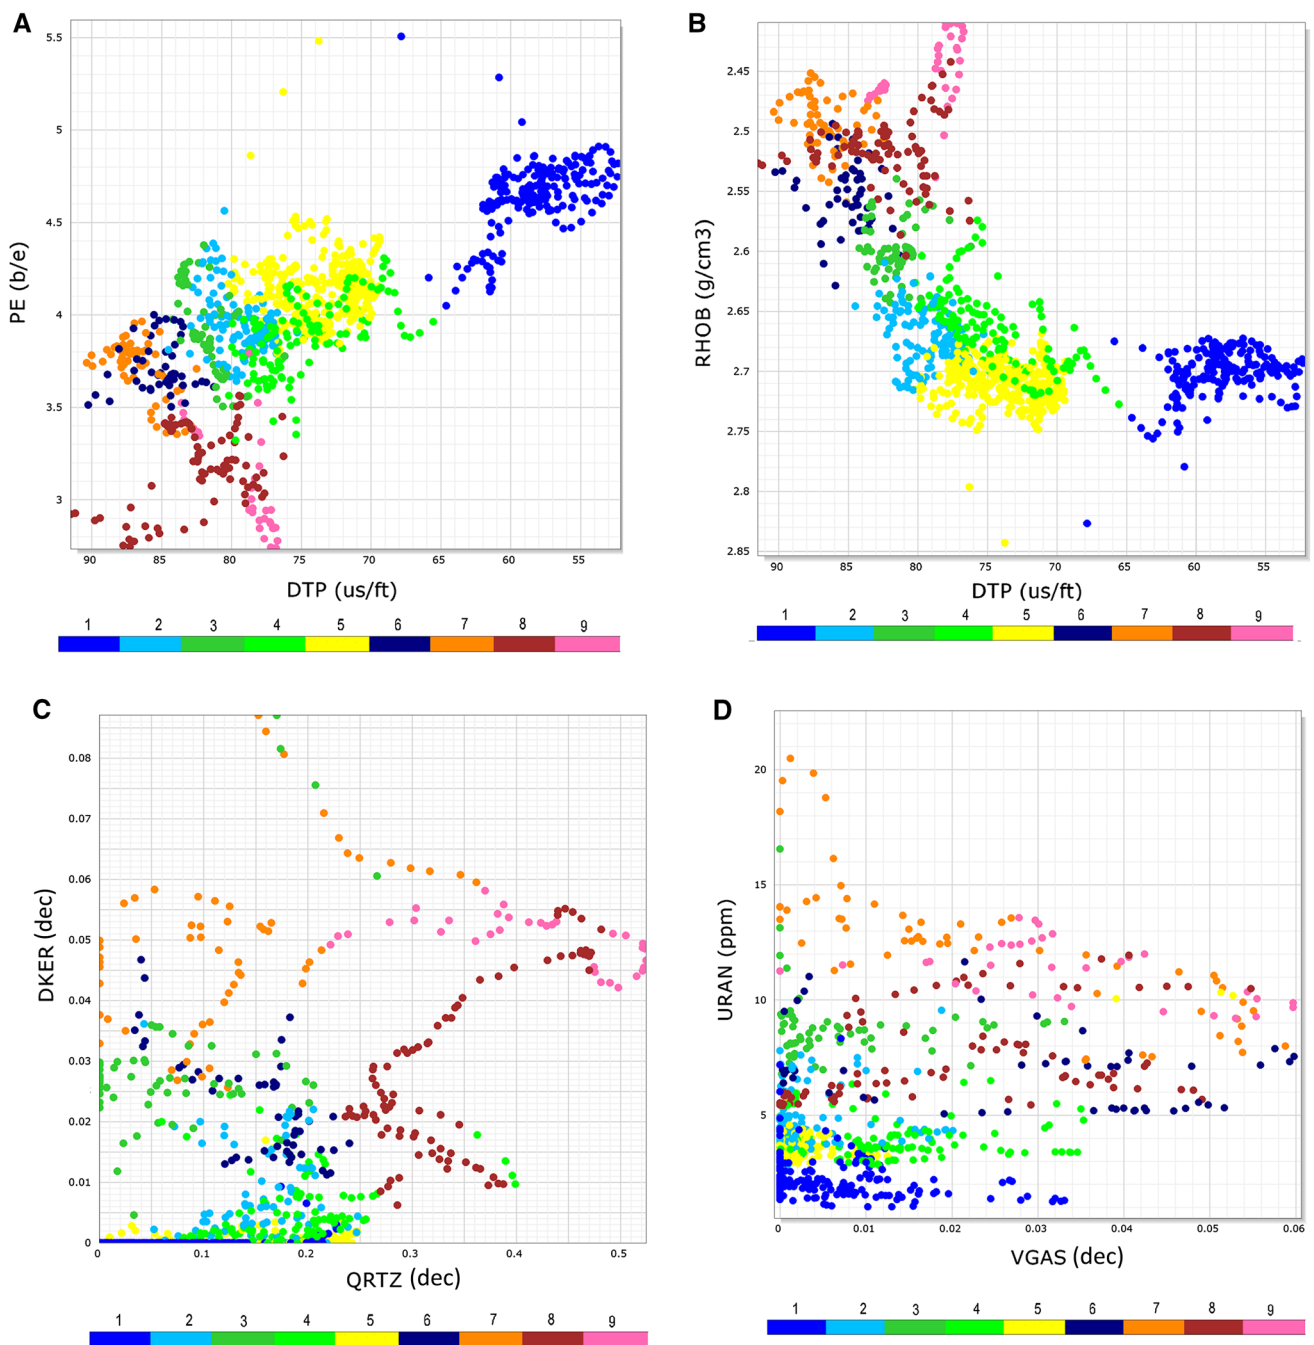 A
5.5
5
4.5
4
3.5
3
PE (b/e)
90 85 80 75 70 65 60 55
DTP (us/ft)
1 2 3 4 5 6 7 8 9
B
2.45
2.5
2.55
2.6
2.65
2.7
2.75
2.8
2.85
RHOB (g/cm3)
90 85 80 75 70 65 60 55
DTP (us/ft)
1 2 3 4 5 6 7 8 9
C
0.08
0.07
0.06
0.05
0.04
0.03
0.02
0.01
0
DKER (dec)
0 0.1 0.2 0.3 0.4 0.5
QRTZ (dec)
1 2 3 4 5 6 7 8 9
D
20
15
10
5
URAN (ppm)
0 0.01 0.02 0.03 0.04 0.05 0.06
VGAS (dec)
1 2 3 4 5 6 7 8 9